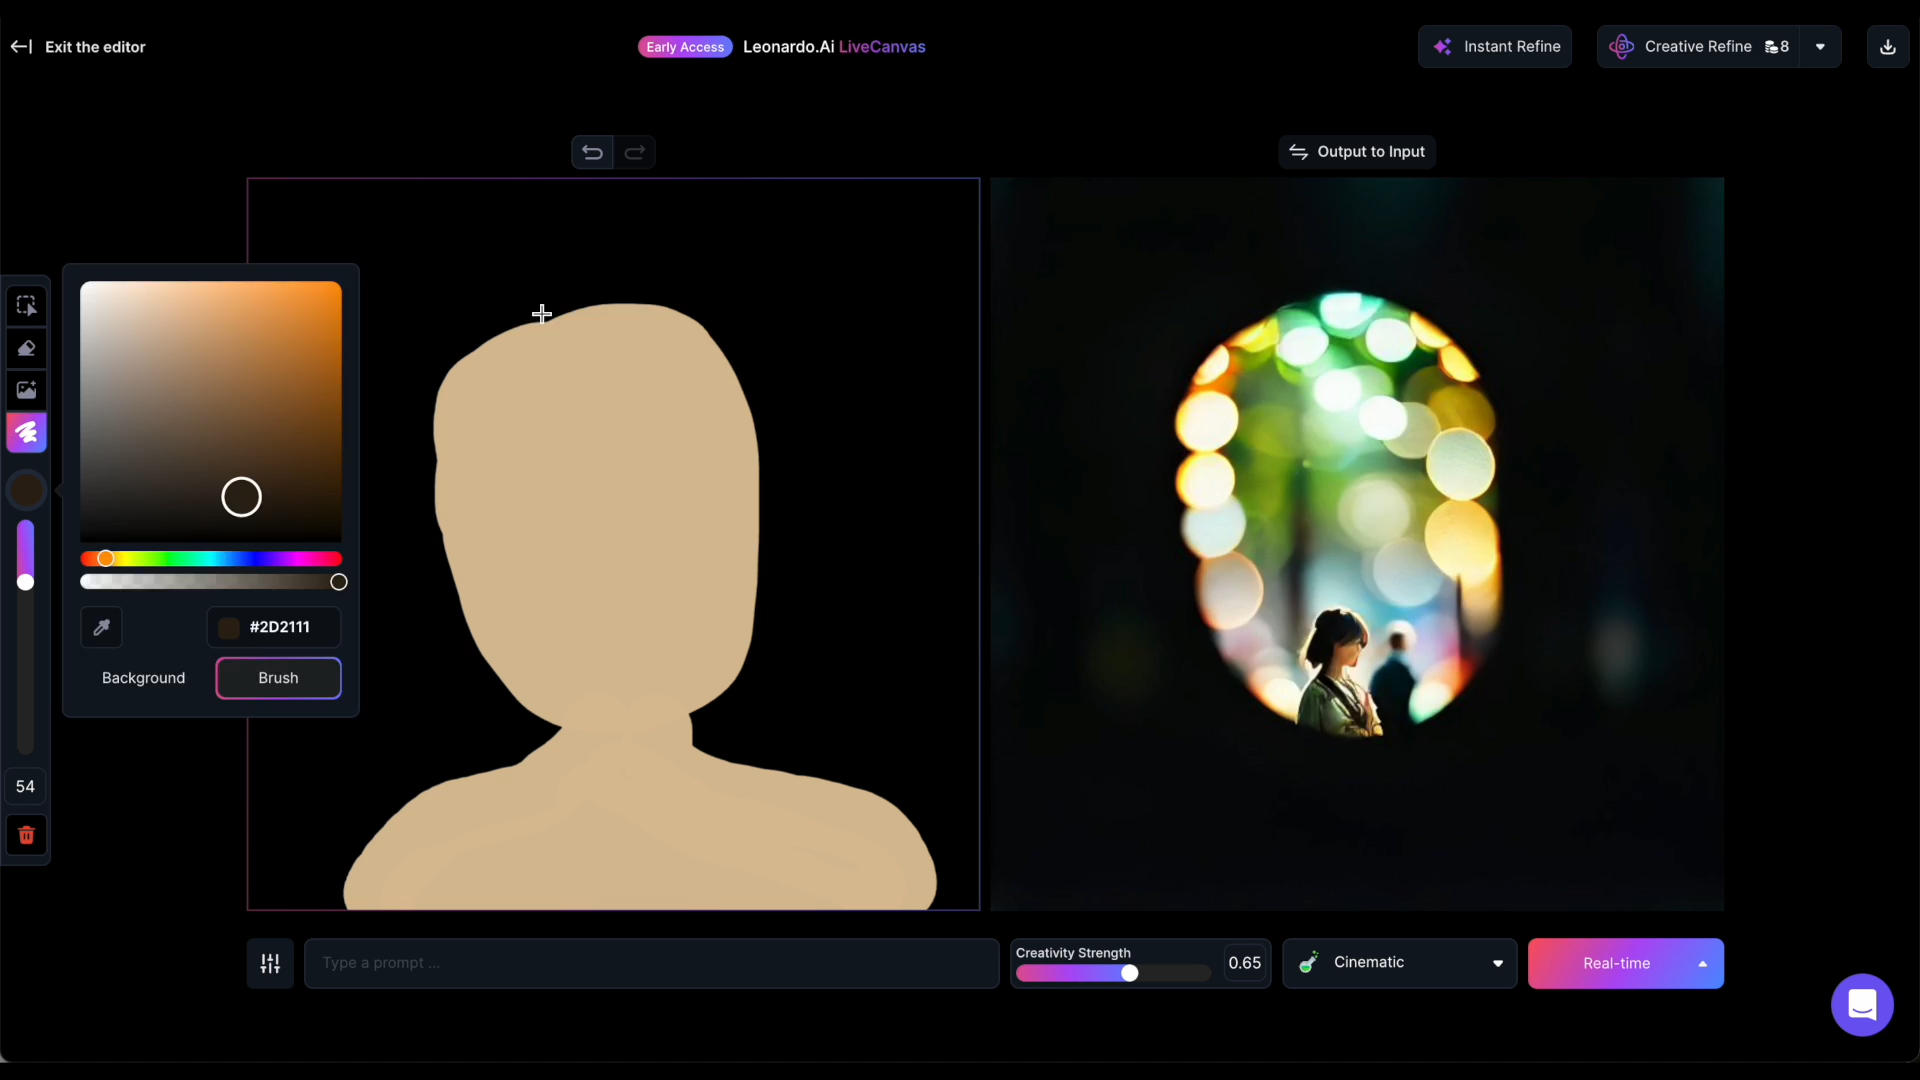 Exit the editor
Early Access Leonardo.Ai LiveCanvas
Instant Refine
Creative Refine 8
Output to Input
#2D2111
Background
Brush
54
Type a prompt ...
Creativity Strength
0.65
Cinematic
Real-time